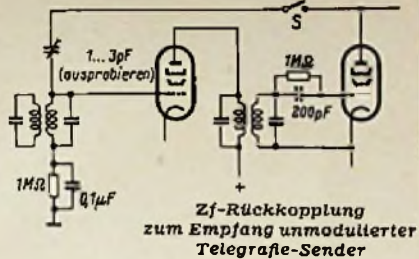 S
1...3pF
(ausprobieren)
1MΩ
200pF
1MΩ
0,1µF
+
Zf-Rückkopplung
zum Empfang unmodulierter
Telegrafie-Sender